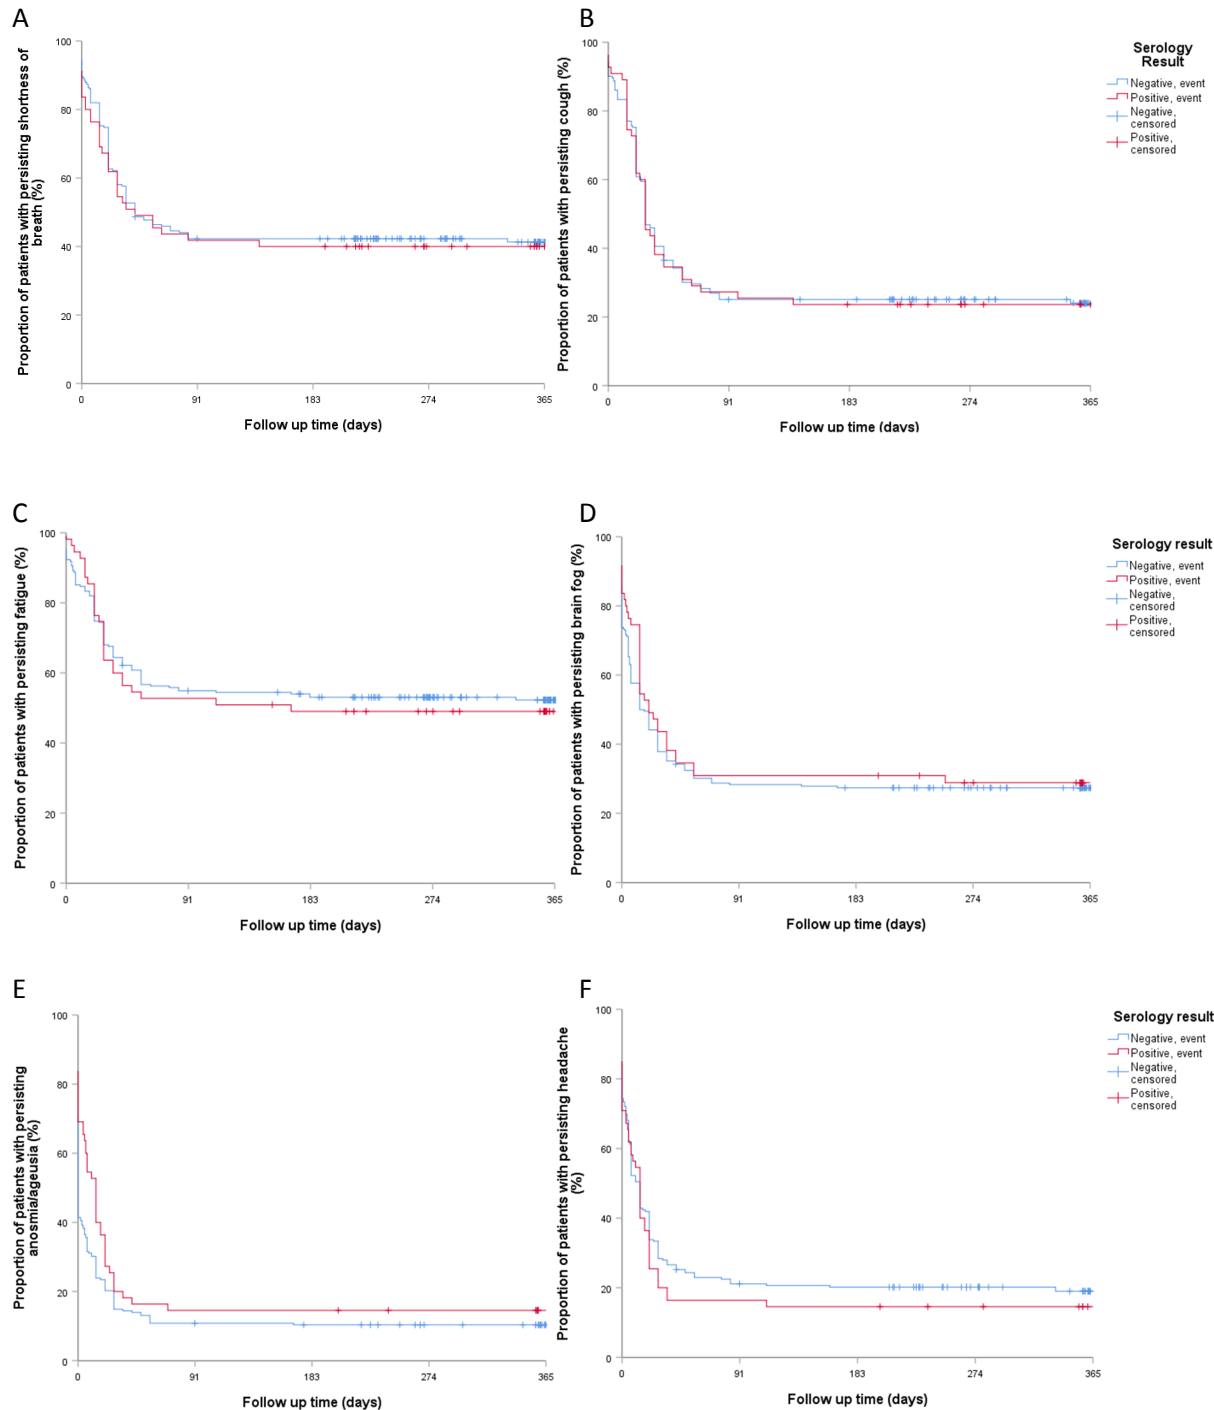 A
Proportion of patients with persisting shortness of
breath (%)
100
80
60
40
20
0
0 91 183 274 365
Follow up time (days)
B
Proportion of patients with persisting cough (%)
100
80
60
40
20
0
0 91 183 274 365
Follow up time (days)
Serology
Result
Negative, event
Positive, event
Negative,
censored
Positive,
censored
C
Proportion of patients with persisting fatigue (%)
100
80
60
40
20
0
0 91 183 274 365
Follow up time (days)
D
Proportion of patients with persisting brain fog (%)
100
80
60
40
20
0
0 91 183 274 365
Follow up time (days)
Serology result
Negative, event
Positive, event
Negative,
censored
Positive,
censored
E
Proportion of patients with persisting
anosmia/ageusia (%)
100
80
60
40
20
0
0 91 183 274 365
Follow up time (days)
F
Proportion of patients with persisting headache
(%)
100
80
60
40
20
0
0 91 183 274 365
Follow up time (days)
Serology result
Negative, event
Positive, event
Negative,
censored
Positive,
censored